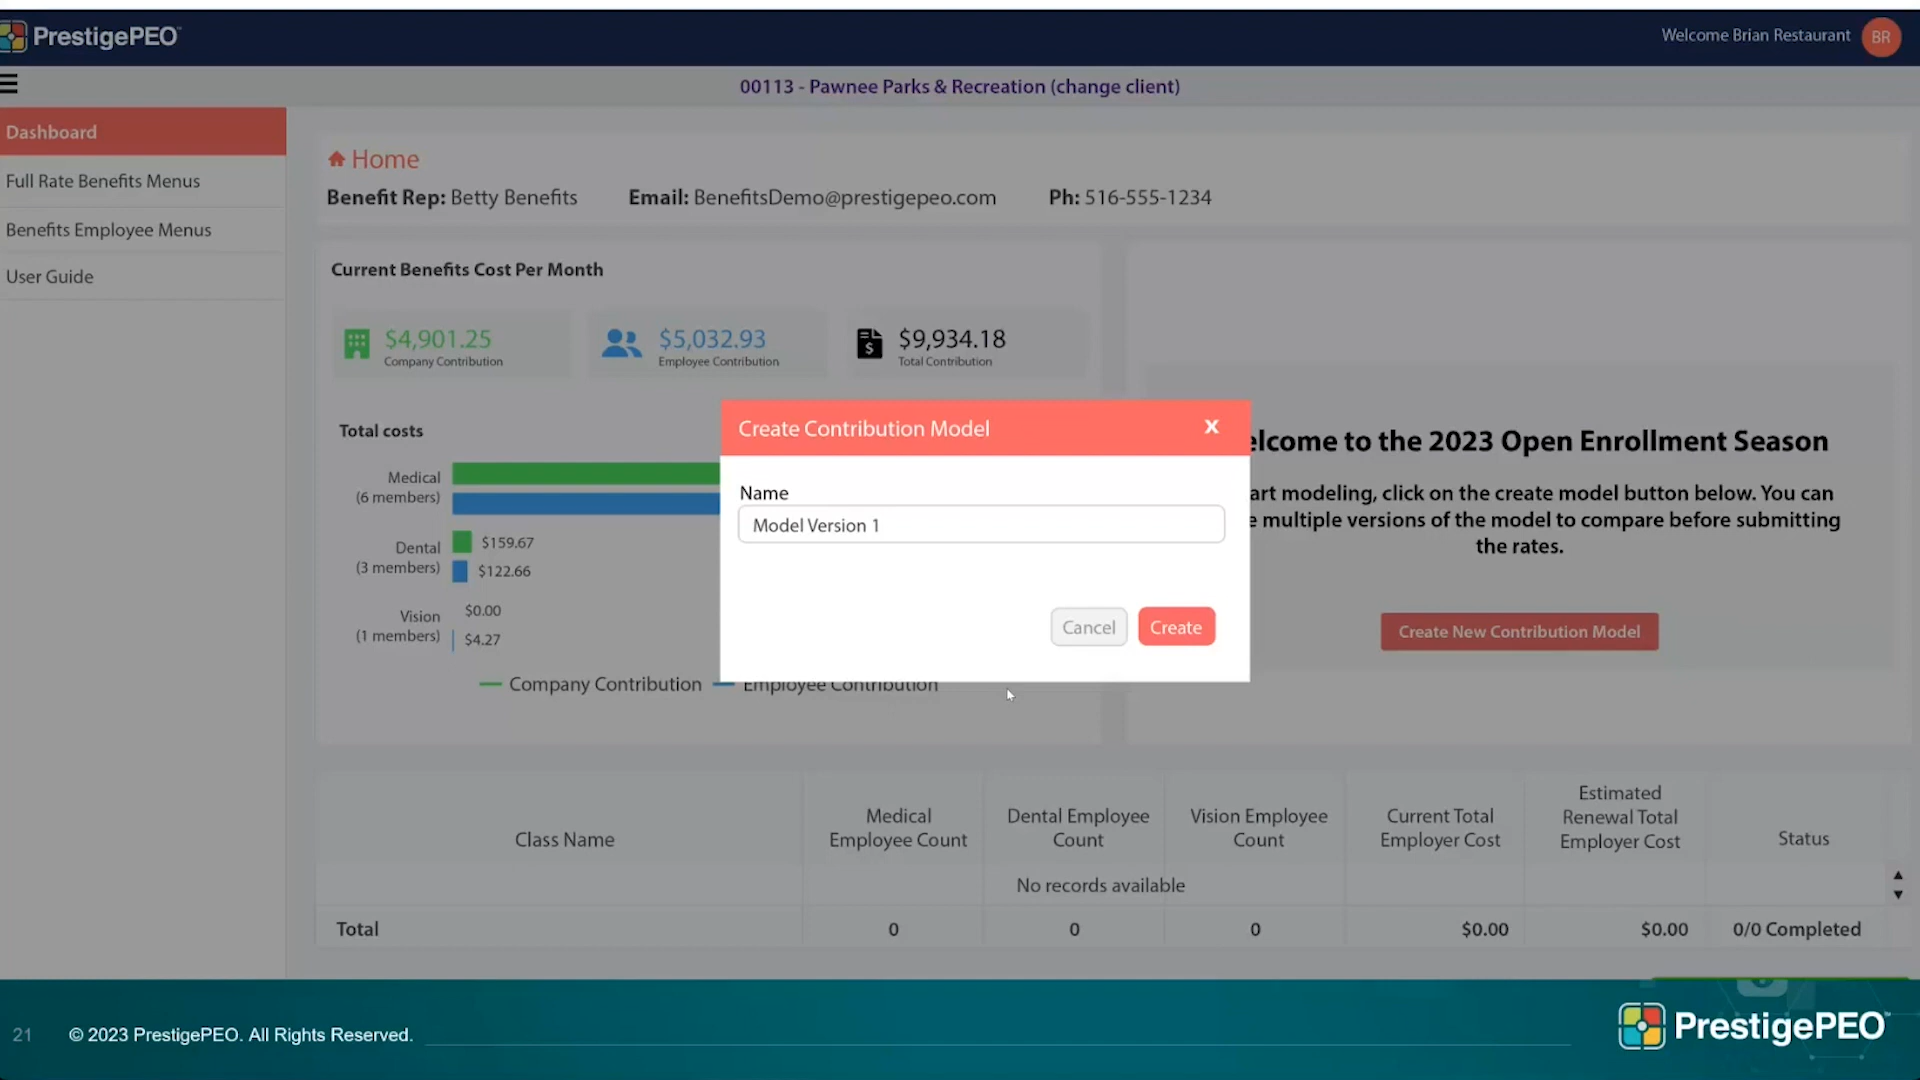 PrestigePEO
Welcome Brian Restaurant BR
00113 - Pawnee Parks & Recreation (change client)
Dashboard
Full Rate Benefits Menus
Benefits Employee Menus
User Guide
Home
Benefit Rep: Betty Benefits Email: BenefitsDemo@prestigepeo.com Ph: 516-555-1234
Current Benefits Cost Per Month
$4,901.25
Company Contribution
$5,032.93
Employee Contribution
$9,934.18
Total Contribution
Total costs
Medical
(6 members)
Dental
(3 members)
$159.67
$122.66
Vision
(1 members)
$0.00
$4.27
Company Contribution Employee Contribution
Create Contribution Model X
Name
Model Version 1
Cancel Create
elcome to the 2023 Open Enrollment Season
art modeling, click on the create model button below. You can
e multiple versions of the model to compare before submitting
the rates.
Create New Contribution Model
Class Name
Medical
Employee Count
Dental Employee
Count
Vision Employee
Count
Current Total
Employer Cost
Estimated
Renewal Total
Employer Cost
Status
No records available
Total 0 0 0 $0.00 $0.00 0/0 Completed
21 © 2023 PrestigePEO. All Rights Reserved.
PrestigePEO